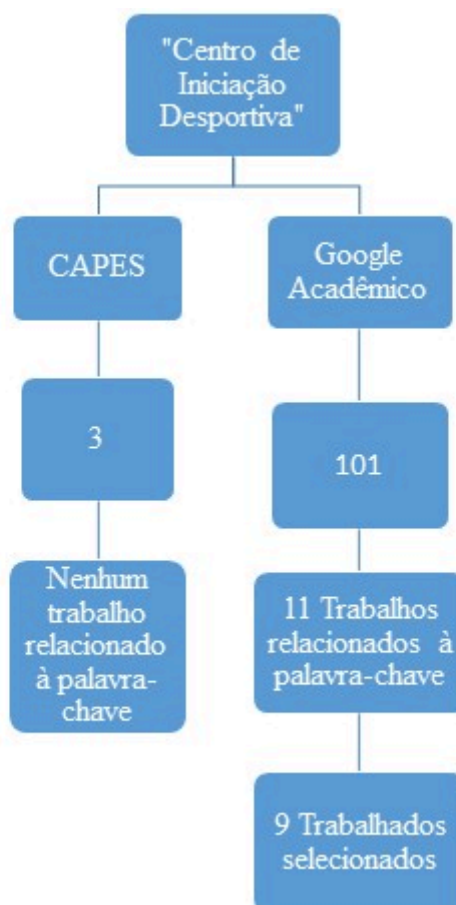 "Centro de
Iniciação
Desportiva"
CAPES
Google
Acadêmico
3
101
Nenhum
trabalho
relacionado
à palavra-
chave
11 Trabalhos
relacionados à
palavra-chave
9 Trabalhados
selecionados